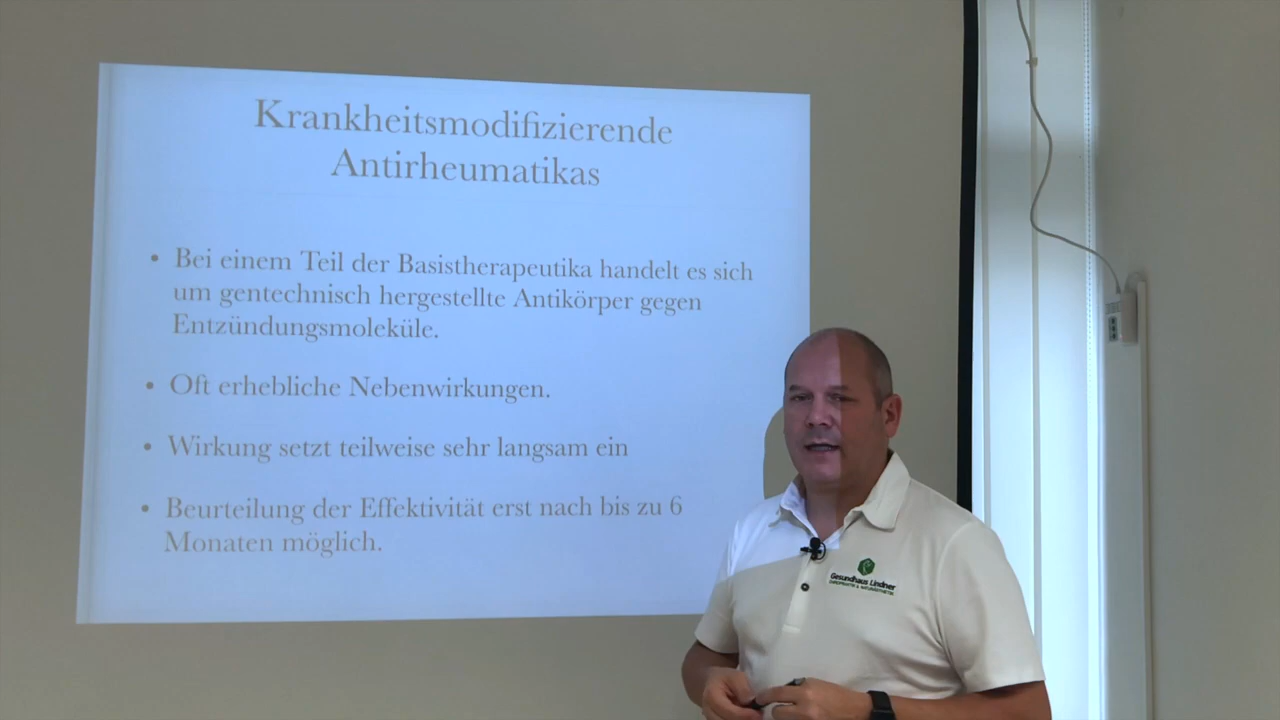 Krankheitsmodifizierende
Antirheumatikas
• Bei einem Teil der Basistherapeutika handelt es sich
um gentechnisch hergestellte Antikörper gegen
Entzündungsmoleküle.
• Oft erhebliche Nebenwirkungen.
• Wirkung setzt teilweise sehr langsam ein
• Beurteilung der Effektivität erst nach bis zu 6
Monaten möglich.
Gesundhaus Lindner